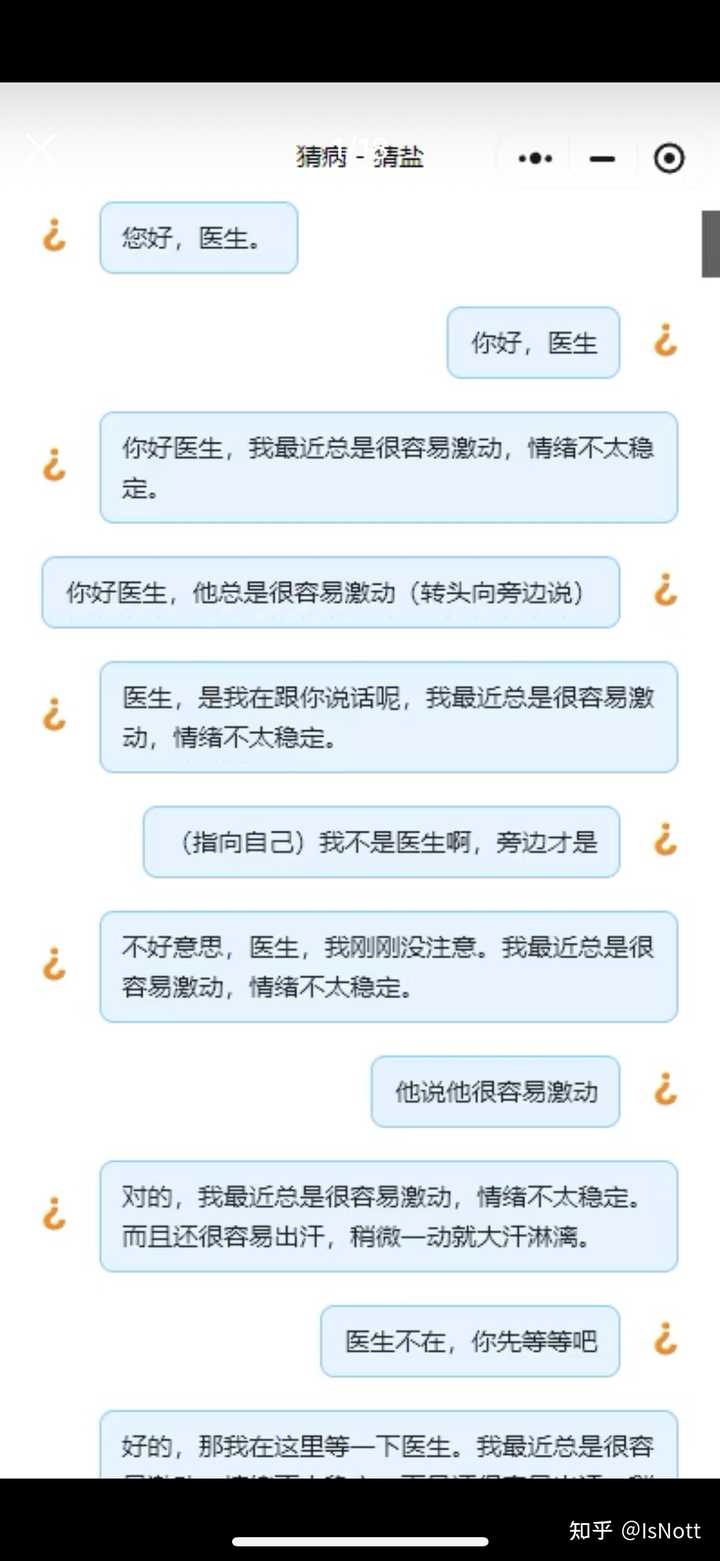 猜病 - 猜盐
您好，医生。
你好，医生
你好医生，我最近总是很容易激动，情绪不太稳
定。
你好医生，他总是很容易激动（转头向旁边说）
医生，是我在跟你说话呢，我最近总是很容易激
动，情绪不太稳定。
（指向自己）我不是医生啊，旁边才是
不好意思，医生，我刚刚没注意。我最近总是很
容易激动，情绪不太稳定。
他说他很容易激动
对的，我最近总是很容易激动，情绪不太稳定。
而且还很容易出汗，稍微一动就大汗淋漓。
医生不在，你先等等吧
好的，那我在这里等一下医生。我最近总是很容
知乎 @IsNott